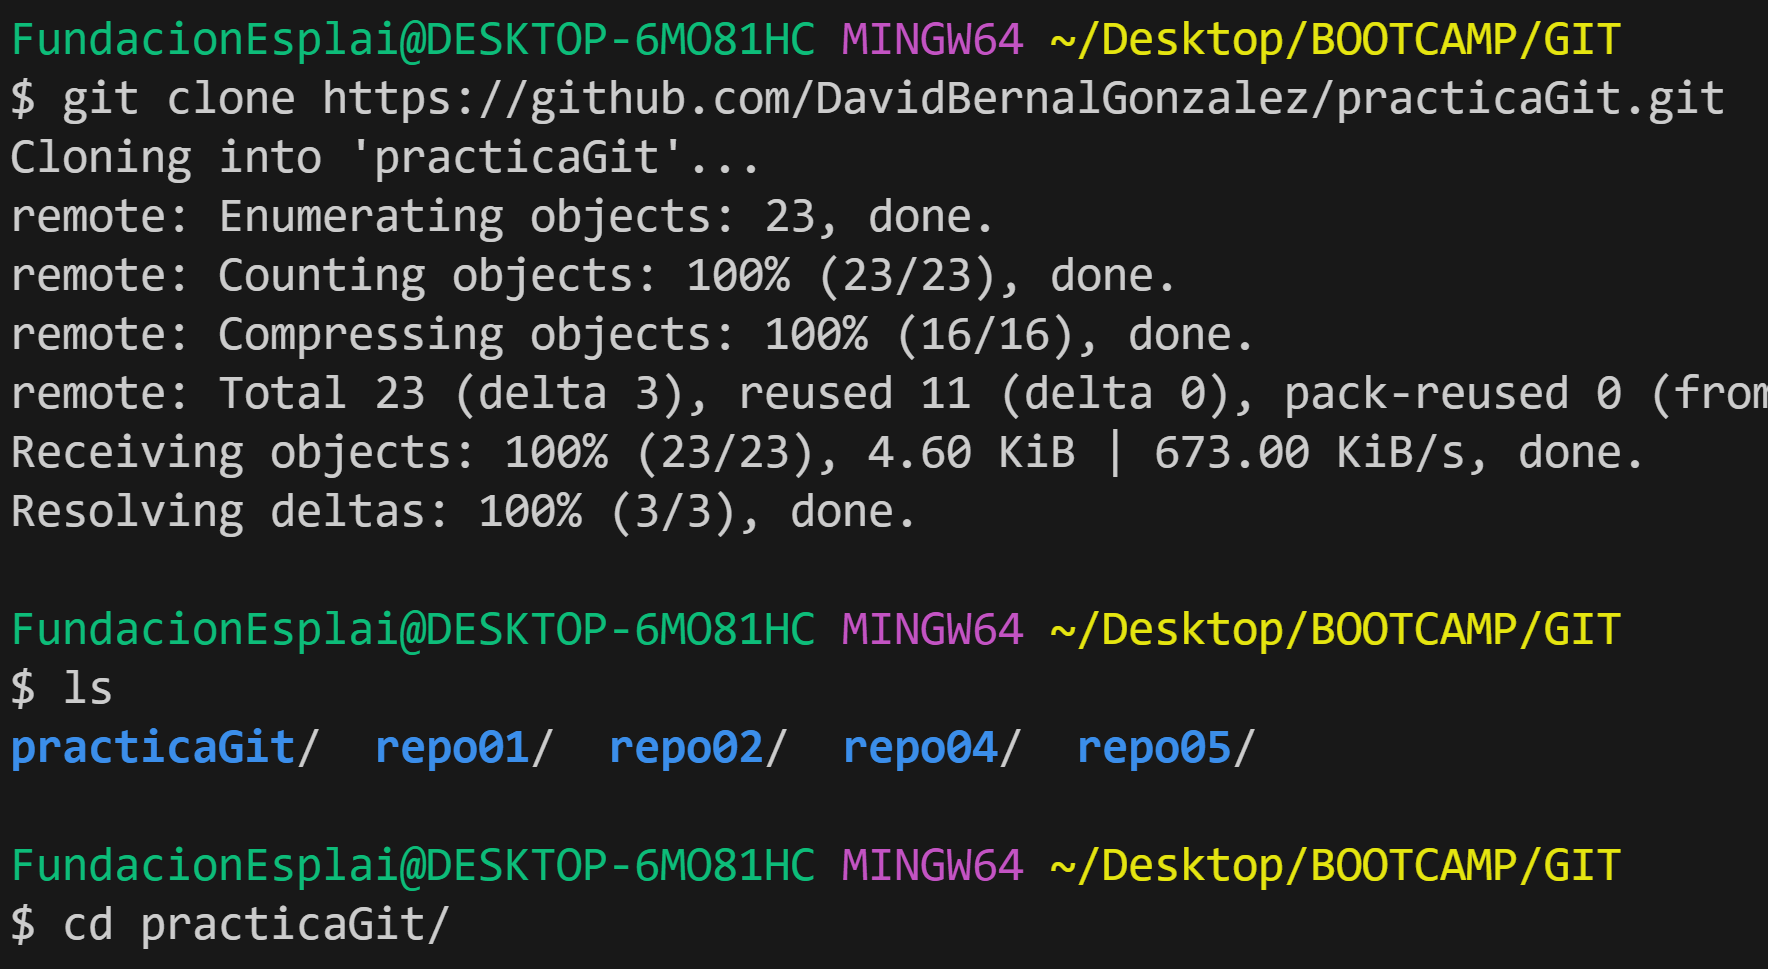 FundacionEsplai@DESKTOP-6MO81HC MINGW64 ~/Desktop/BOOTCAMP/GIT
$ git clone https://github.com/DavidBernalGonzalez/practicaGit.git
Cloning into 'practicaGit'...
remote: Enumerating objects: 23, done.
remote: Counting objects: 100% (23/23), done.
remote: Compressing objects: 100% (16/16), done.
remote: Total 23 (delta 3), reused 11 (delta 0), pack-reused 0 (from
Receiving objects: 100% (23/23), 4.60 KiB | 673.00 KiB/s, done.
Resolving deltas: 100% (3/3), done.
FundacionEsplai@DESKTOP-6MO81HC MINGW64 ~/Desktop/BOOTCAMP/GIT
$ ls
practicaGit/  repo01/  repo02/  repo04/  repo05/
FundacionEsplai@DESKTOP-6MO81HC MINGW64 ~/Desktop/BOOTCAMP/GIT
$ cd practicaGit/